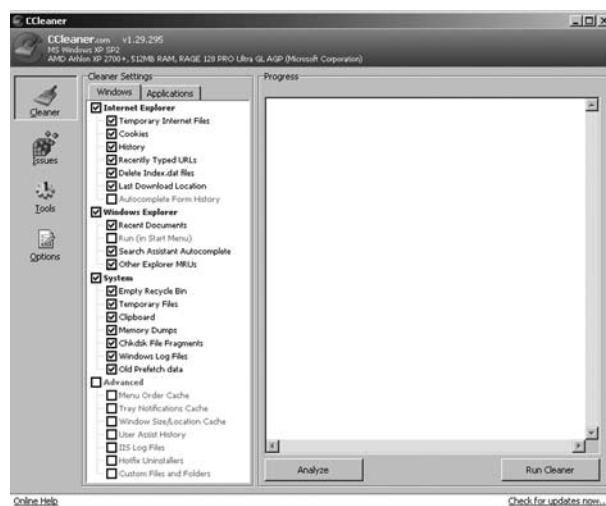 CCleaner
CCleaner.com v1.29.295
MS Windows XP SP2
AMD Athlon XP 2700+, 512MB RAM, RAGE 128 PRO Ultra GL AGP (Microsoft Corporation)
Cleaner
Issues
Tools
Options
Cleaner Settings
Windows
Applications
Internet Explorer
Temporary Internet Files
Cookies
History
Recently Typed URLs
Delete Index.dat files
Last Download Location
Autocomplete Form History
Windows Explorer
Recent Documents
Run (in Start Menu)
Search Assistant Autocomplete
Other Explorer MRUs
System
Empty Recycle Bin
Temporary Files
Clipboard
Memory Dumps
Chkdsk File Fragments
Windows Log Files
Old Prefetch data
Advanced
Menu Order Cache
Tray Notifications Cache
Window Size/Location Cache
User Assist History
IIS Log Files
Hotfix Uninstallers
Custom Files and Folders
Progress
Analyze
Run Cleaner
Online Help
Check for updates now...